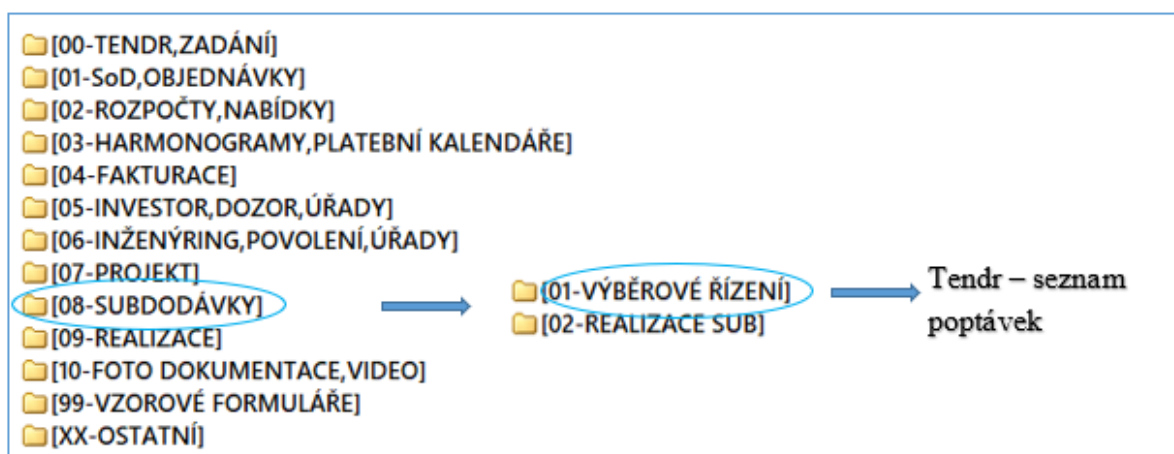 [00-TENDR,ZADÁNÍ]
[01-SoD,OBJEDNÁVKY]
[02-ROZPOČTY,NABÍDKY]
[03-HARMONOGRAMY,PLATEBNÍ KALENDÁŘE]
[04-FAKTURACE]
[05-INVESTOR,DOZOR,ÚŘADY]
[06-INŽENÝRING,POVOLENÍ,ÚŘADY]
[07-PROJEKT]
[08-SUBDODÁVKY]
[09-REALIZACE]
[10-FOTO DOKUMENTACE,VIDEO]
[99-VZOROVÉ FORMULÁŘE]
[XX-OSTATNÍ]
[01-VÝBĚROVÉ ŘÍZENÍ]
[02-REALIZACE SUB]
Tendr – seznam
poptávek